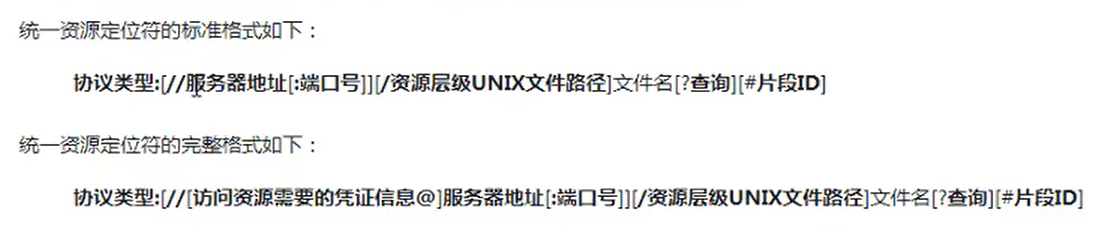 统一资源定位符的标准格式如下：
协议类型:[//服务器地址[:端口号]][/资源层级UNIX文件路径]文件名[?查询][#片段ID]
统一资源定位符的完整格式如下：
协议类型:[//[访问资源需要的凭证信息@]服务器地址[:端口号]][/资源层级UNIX文件路径]文件名[?查询][#片段ID]